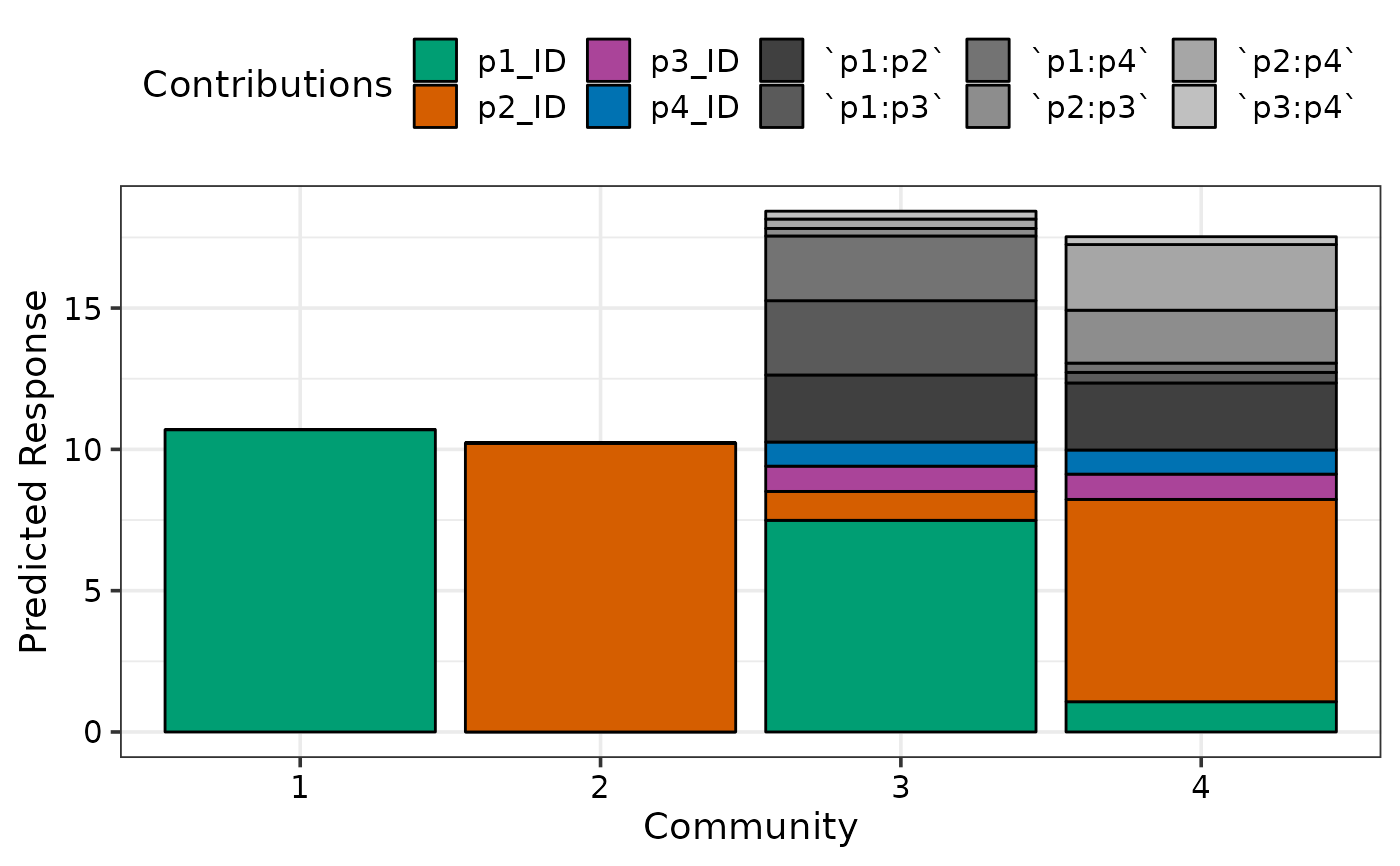 Contributions
p1_ID p3_ID `p1:p2` `p1:p4` `p2:p4`
p2_ID p4_ID `p1:p3` `p2:p3` `p3:p4`
Predicted Response
15
10
5
0
1 2 3 4
Community